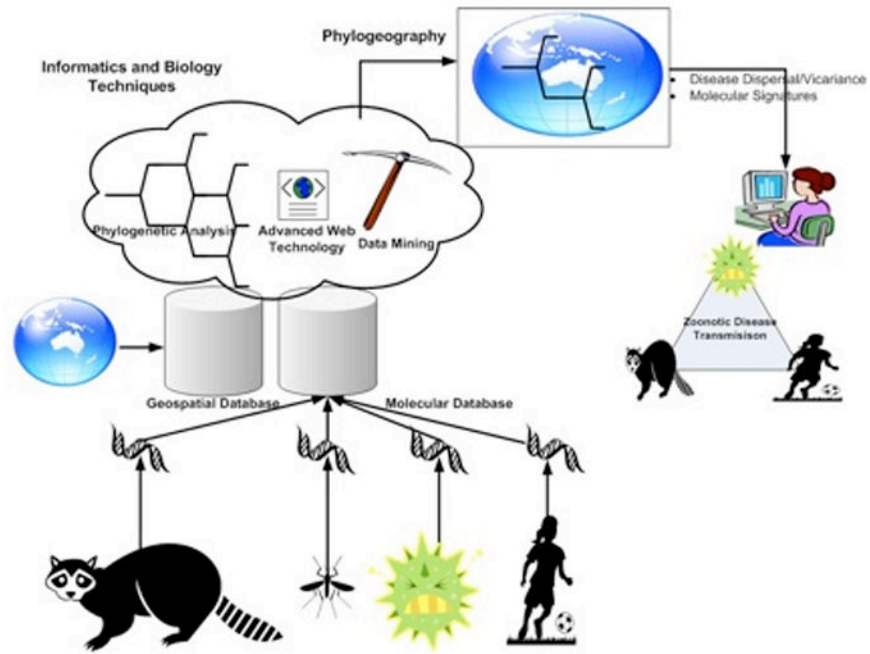 Phylogeography
Informatics and Biology
Techniques
• Disease Dispersal/Vicariance
• Molecular Signatures
Phylogenetic Analysis
Advanced Web
Technology
Data Mining
Zoonotic Disease
Transmisison
Geospatial Database
Molecular Database